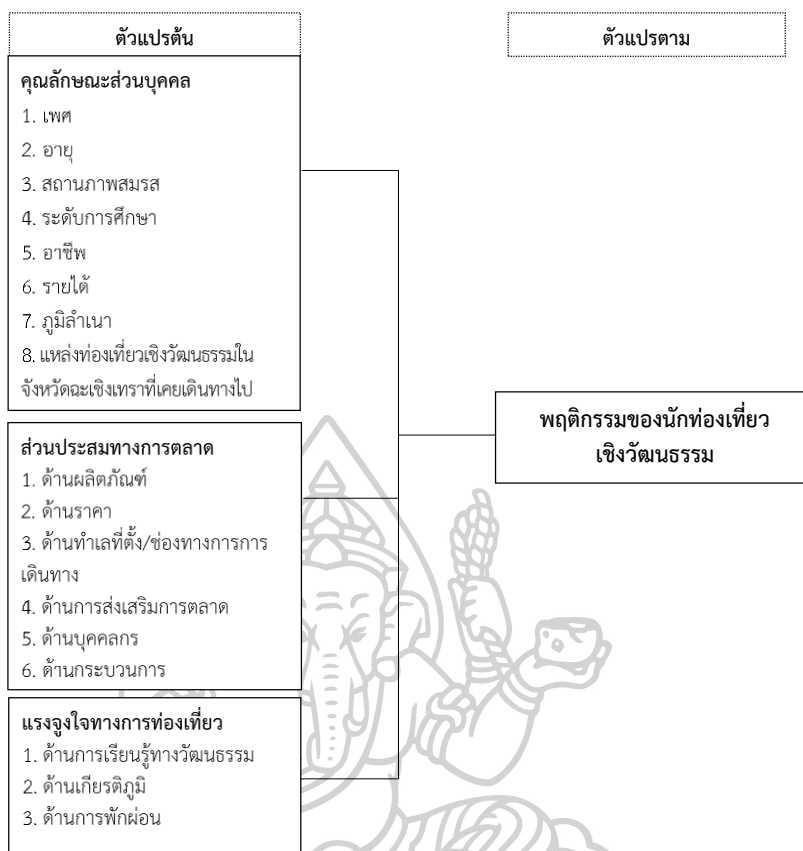 ตัวแปรต้น
ตัวแปรตาม
คุณลักษณะส่วนบุคคล
1. เพศ
2. อายุ
3. สถานภาพสมรส
4. ระดับการศึกษา
5. อาชีพ
6. รายได้
7. ภูมิลำเนา
8. แหล่งท่องเที่ยวเชิงวัฒนธรรมใน
จังหวัดฉะเชิงเทราที่เคยเดินทางไป
พฤติกรรมของนักท่องเที่ยว
เชิงวัฒนธรรม
ส่วนประสมทางการตลาด
1. ด้านผลิตภัณฑ์
2. ด้านราคา
3. ด้านทำเลที่ตั้ง/ช่องทางการการ
เดินทาง
4. ด้านการส่งเสริมการตลาด
5. ด้านบุคคลกร
6. ด้านกระบวนการ
แรงจูงใจทางการท่องเที่ยว
1. ด้านการเรียนรู้ทางวัฒนธรรม
2. ด้านเกียรติภูมิ
3. ด้านการพักผ่อน